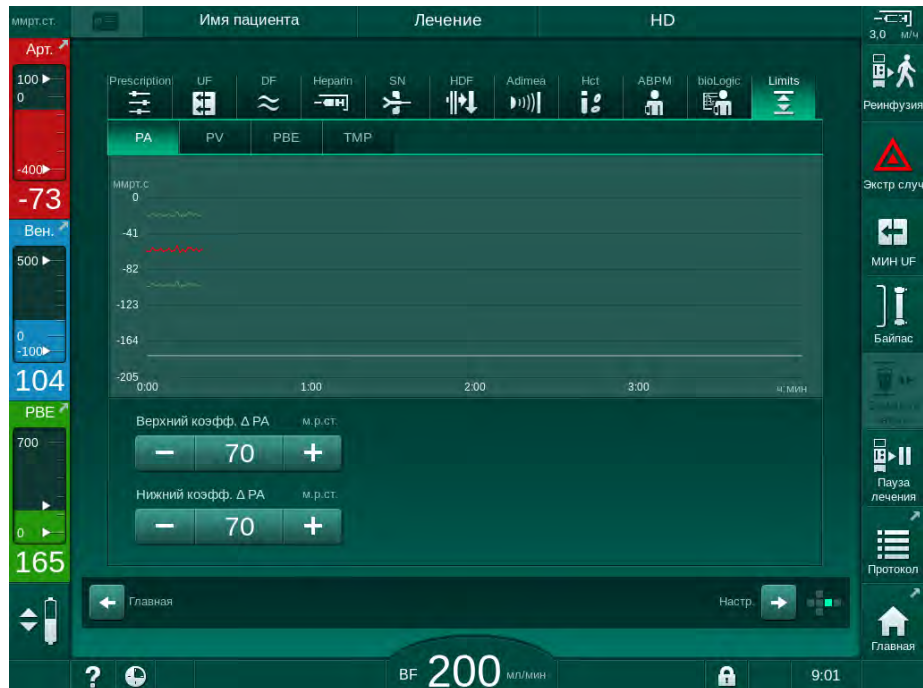 ммрт.ст.
Имя пациента
Лечение
HD
3,0 м/ч
Арт.
100
0
-400
-73
Вен.
500
0
-100
104
PBE
700
0
165
Prescription
UF
DF
Heparin
SN
HDF
Adimea
Hct
ABPM
bioLogic
Limits
PA
PV
PBE
TMP
ммрт.с
0
-41
-82
-123
-164
-205
0:00
1:00
2:00
3:00
ч:мин
Верхний коэфф. Δ PA м.р.ст.
70
Нижний коэфф. Δ PA м.р.ст.
70
Главная
Настр.
Реинфузия
Экстр случ
МИН UF
Байпас
Пауза
лечения
Протокол
Главная
?
BF 200 мл/мин
9:01